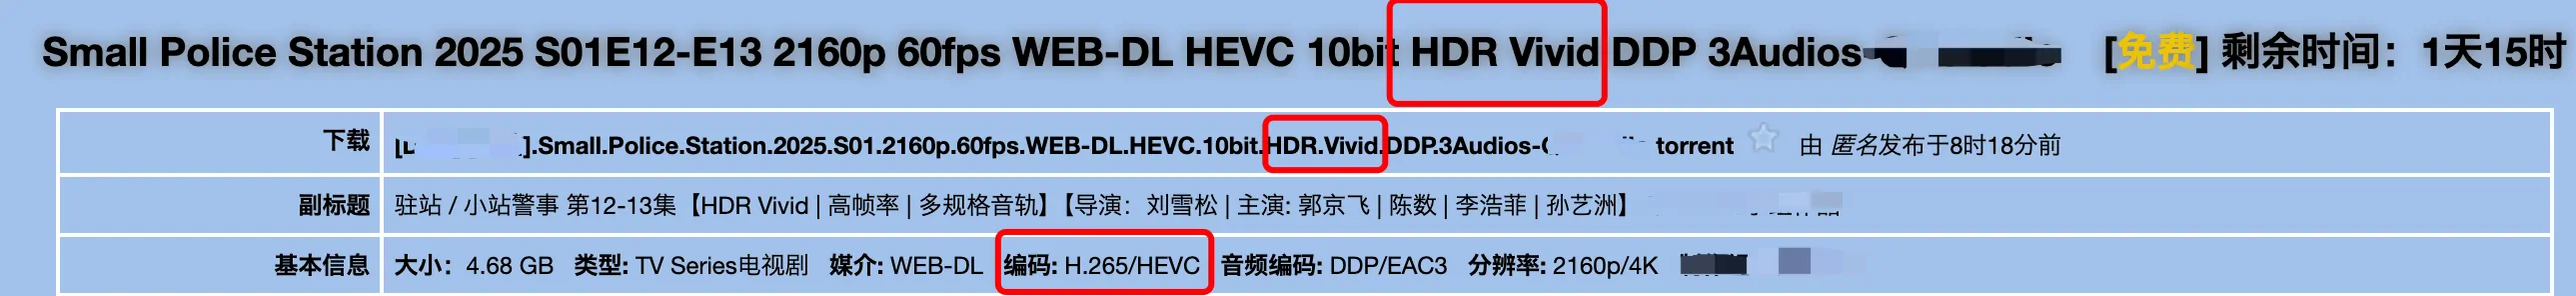 Small Police Station 2025 S01E12-E13 2160p 60fps WEB-DL HEVC 10bit HDR Vivid DDP 3Audios- [免费] 剩余时间：1天15时
下载 ].Small.Police.Station.2025.S01.2160p.60fps.WEB-DL.HEVC.10bit.HDR.Vivid.DDP.3Audios- torrent 由 匿名发布于8时18分前
副标题 驻站 / 小站警事 第12-13集【HDR Vivid | 高帧率 | 多规格音轨】【导演：刘雪松 | 主演: 郭京飞 | 陈数 | 李浩菲 | 孙艺洲】
基本信息 大小：4.68 GB 类型: TV Series电视剧 媒介: WEB-DL 编码: H.265/HEVC 音频编码: DDP/EAC3 分辨率: 2160p/4K